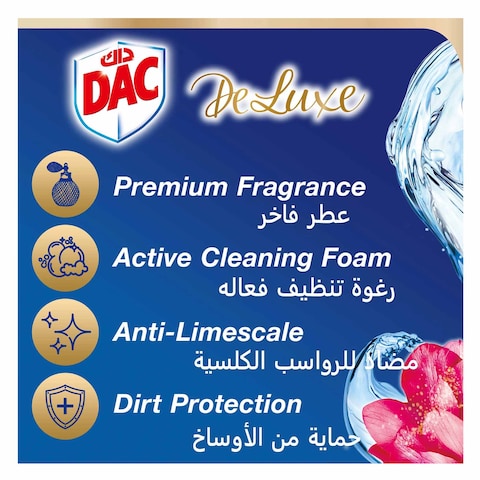 داك
DAC
DeLuxe
Premium Fragrance
عطر فاخر
Active Cleaning Foam
رغوة تنظيف فعاله
Anti-Limescale
مضاد للرواسب الكلسية
Dirt Protection
حماية من الأوساخ